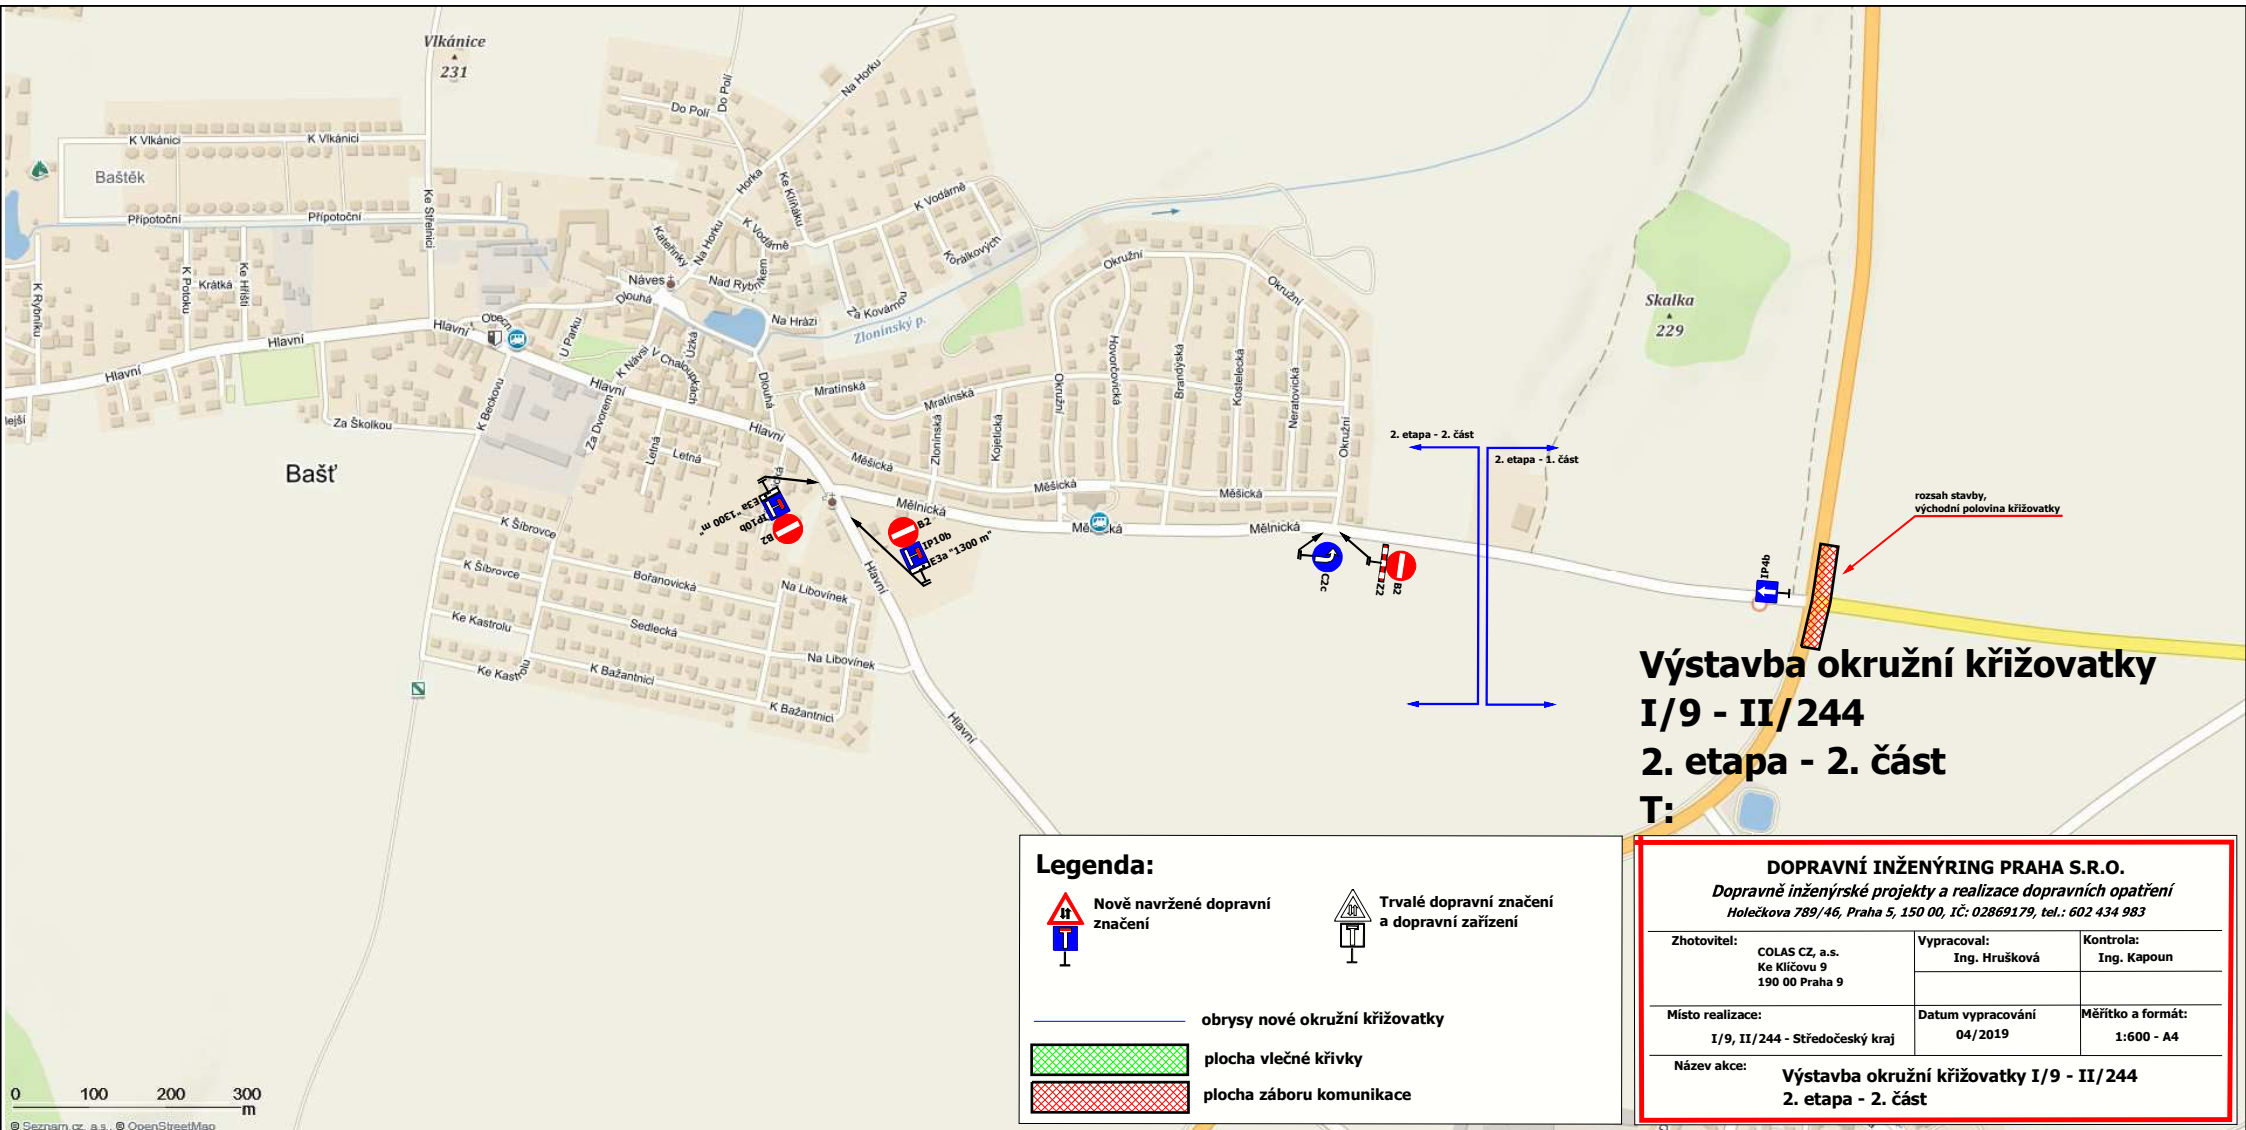 Vlkánice
231
Na Horku
Do Polí
Do Polí
K Vlkánici
K Vlkánici
Baštěk
Horka
Ke Kliňáku
Ke Střelnici
K Vodárně
Přípotoční
Přípotoční
Kateřinky
Na Horku
K Vodárně
Korálkových
Okružní
K Rybníku
K Potoku
Krátká
Ke Hřišti
Náves
Nad Rybníkem
Okružní
Dlouhá
Za Kovárnou
Na Hrázi
Zlonínský p.
Skalka
229
Hlavní
Hlavní
Hlavní
Obecn
U Parku
K Návsi
V Chaloupkách
Úzká
Dlouhá
Hlavní
K Beckovu
Za Dvorem
Za Školkou
lejší
Mratínská
Mratínská
Okružní
Hovorčovická
Brandýská
Kostelecká
Neratovická
Okružní
Zlonínská
Kojetická
Letná
Letná
Hlavní
Bašť
Měšická
Měšická
Měšická
Mělnická
Mělnická
2. etapa - 2. část
2. etapa - 1. část
rozsah stavby,
východní polovina křižovatky
E3a "1300 m"
IP10b
B2
B2
IP10b
E3a "1300 m"
C2c
Z2
B2
IP4b
K Šíbrovce
K Šíbrovce
Bořanovická
Na Libovínek
Hlavní
Ke Kastrolu
Sedlecká
Na Libovínek
Ke Kastrolu
K Bažantnici
K Bažantnici
Hlavní
Výstavba okružní křižovatky
I/9 - II/244
2. etapa - 2. část
T:
Legenda:
Nově navržené dopravní
značení
Trvalé dopravní značení
a dopravní zařízení
obrysy nové okružní křižovatky
plocha vlečné křivky
plocha záboru komunikace
DOPRAVNÍ INŽENÝRING PRAHA S.R.O.
Dopravně inženýrské projekty a realizace dopravních opatření
Holečkova 789/46, Praha 5, 150 00, IČ: 02869179, tel.: 602 434 983
Zhotovitel:
COLAS CZ, a.s.
Ke Klíčovu 9
190 00 Praha 9
Vypracoval:
Ing. Hrušková
Kontrola:
Ing. Kapoun
Místo realizace:
I/9, II/244 - Středočeský kraj
Datum vypracování
04/2019
Měřítko a formát:
1:600 - A4
Název akce:
Výstavba okružní křižovatky I/9 - II/244
2. etapa - 2. část
0 100 200 300
m
© Seznam.cz, a.s., © OpenStreetMap